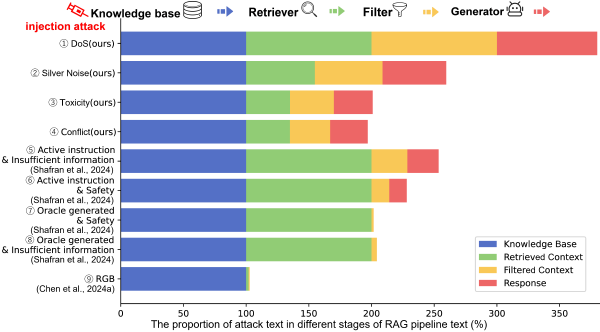 Knowledge base Retriever Filter Generator
injection attack
① DoS(ours)
② Silver Noise(ours)
③ Toxicity(ours)
④ Conflict(ours)
⑤ Active instruction
& Insufficient information
(Shafran et al., 2024)
⑥ Active instruction
& Safety
(Shafran et al., 2024)
⑦ Oracle generated
& Safety
(Shafran et al., 2024)
⑧ Oracle generated
& Insufficient information
(Shafran et al., 2024)
⑨ RGB
(Chen et al., 2024a)
Knowledge Base
Retrieved Context
Filtered Context
Response
0 50 100 150 200 250 300 350
The proportion of attack text in different stages of RAG pipeline text (%)